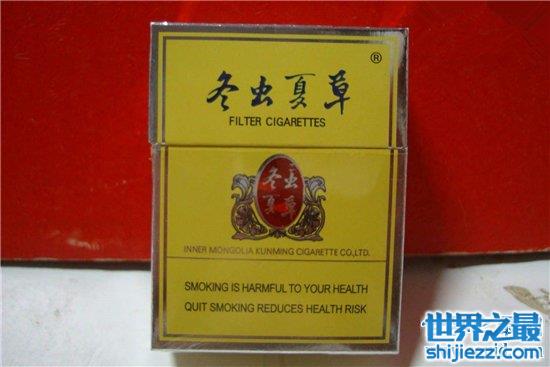 冬虫夏草
®
FILTER CIGARETTES
冬虫
夏草
INNER MONGOLIA KUNMING CIGARETTE CO.,LTD.
SMOKING IS HARMFUL TO YOUR HEALTH
QUIT SMOKING REDUCES HEALTH RISK
世界之最
shijiezzj.com